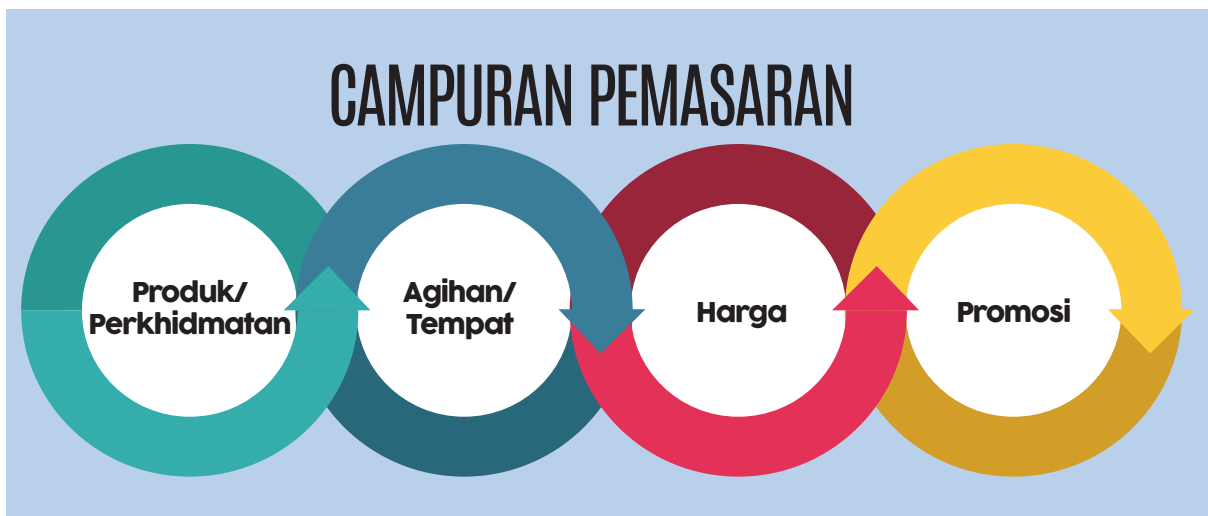 CAMPURAN PEMASARAN
Produk/
Perkhidmatan
Agihan/
Tempat
Harga
Promosi